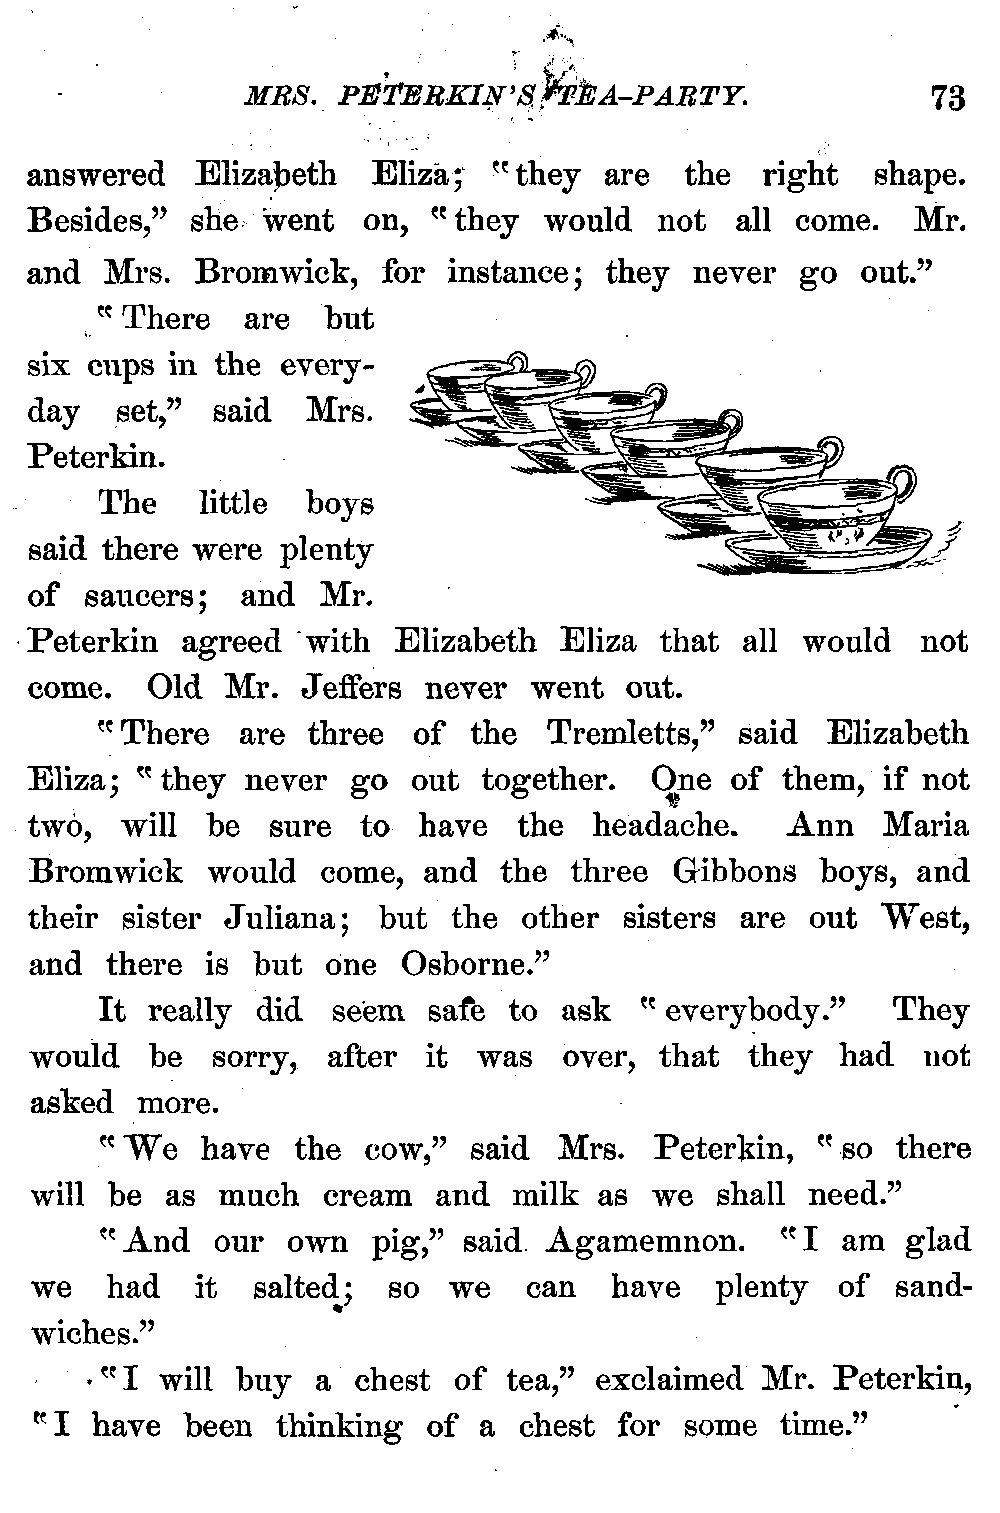 MRS. PETERKIN'S TEA-PARTY. 73
answered Elizabeth Eliza; "they are the right shape.
Besides," she went on, "they would not all come. Mr.
and Mrs. Bromwick, for instance; they never go out."
"There are but
six cups in the every-
day set," said Mrs.
Peterkin.
The little boys
said there were plenty
of saucers; and Mr.
Peterkin agreed with Elizabeth Eliza that all would not
come. Old Mr. Jeffers never went out.
"There are three of the Tremletts," said Elizabeth
Eliza; "they never go out together. One of them, if not
two, will be sure to have the headache. Ann Maria
Bromwick would come, and the three Gibbons boys, and
their sister Juliana; but the other sisters are out West,
and there is but one Osborne."
It really did seem safe to ask "everybody." They
would be sorry, after it was over, that they had not
asked more.
"We have the cow," said Mrs. Peterkin, "so there
will be as much cream and milk as we shall need."
"And our own pig," said Agamemnon. "I am glad
we had it salted; so we can have plenty of sand-
wiches."
"I will buy a chest of tea," exclaimed Mr. Peterkin,
"I have been thinking of a chest for some time."